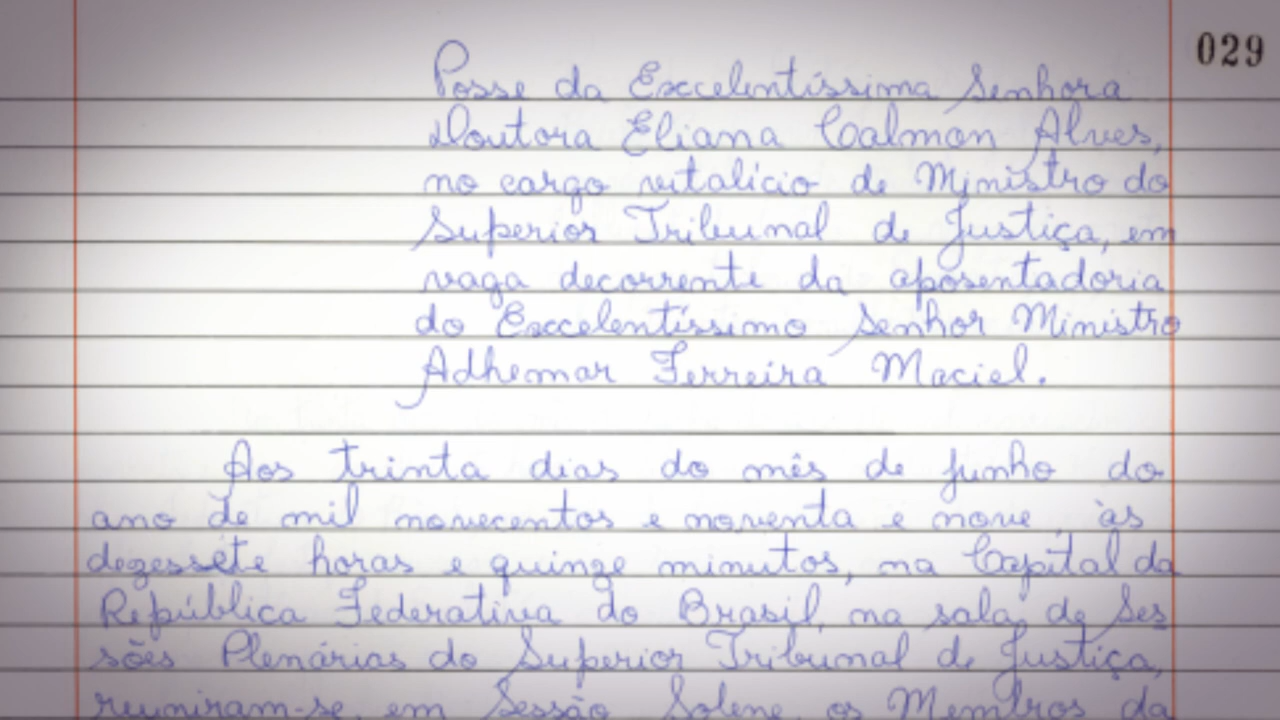 029
Posse da Excelentíssima Senhora
Doutora Eliana Calmon Alves,
no cargo vitalício de Ministro do
Superior Tribunal de Justiça, em
vaga decorrente da aposentadoria
do Excelentíssimo Senhor Ministro
Adhemar Ferreira Maciel.
Aos trinta dias do mês de junho do
ano de mil novecentos e noventa e nove, às
dezessete horas e quinze minutos, na Capital da
República Federativa do Brasil, na sala de Ses
sões Plenárias do Superior Tribunal de Justiça,
reuniram-se, em Sessão Solene, os Membros da